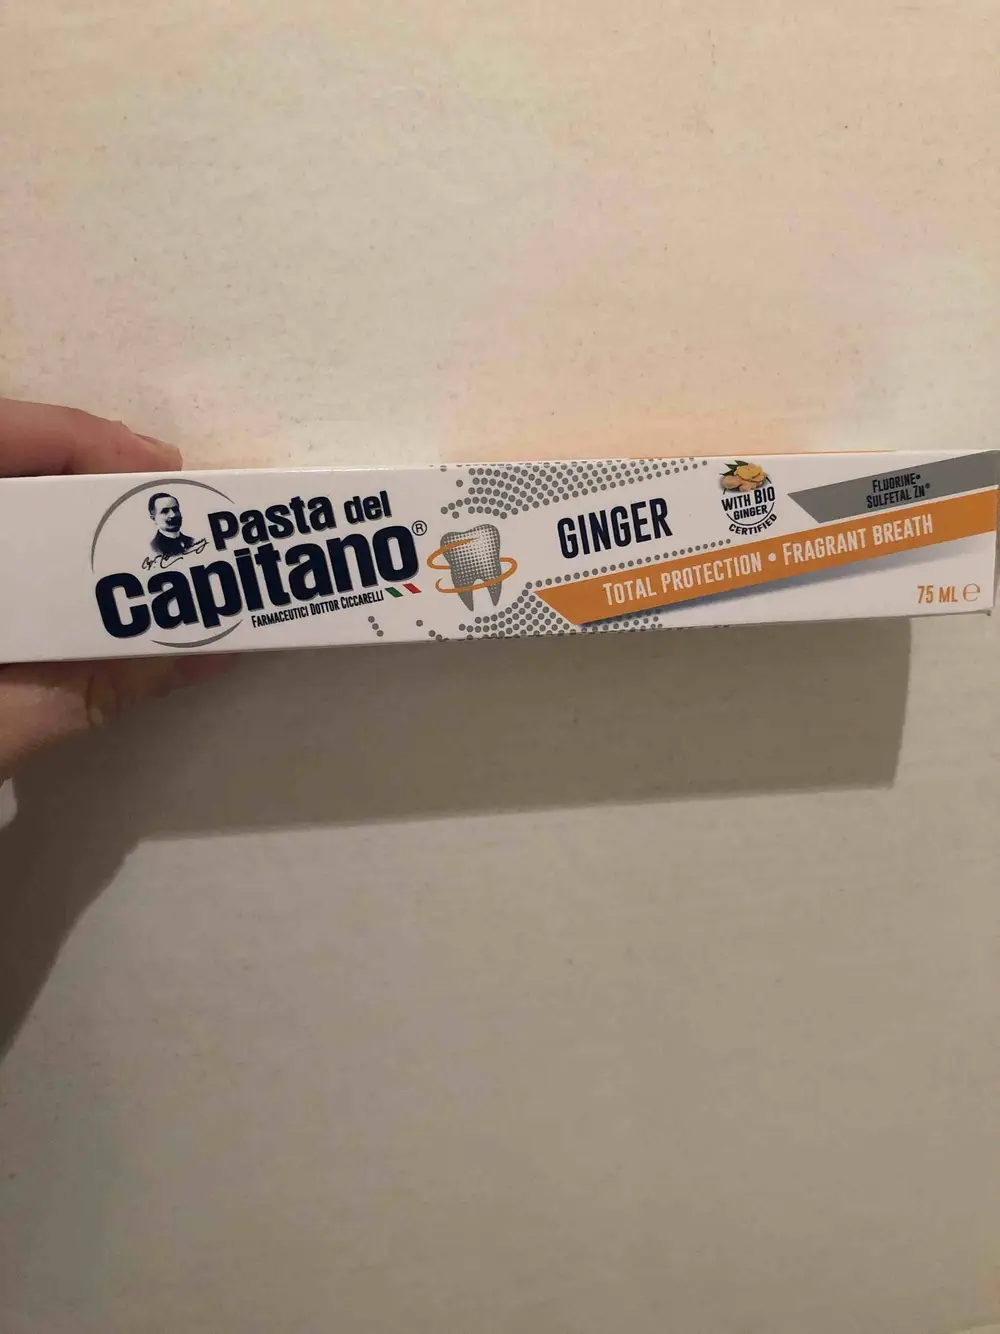 Pasta del
Capitano®
FARMACEUTICI DOTTOR CICCARELLI
GINGER
WITH BIO
GINGER
CERTIFIED
FLUORINE•
SULFETAL ZN®
TOTAL PROTECTION • FRAGRANT BREATH
75 ML ℮